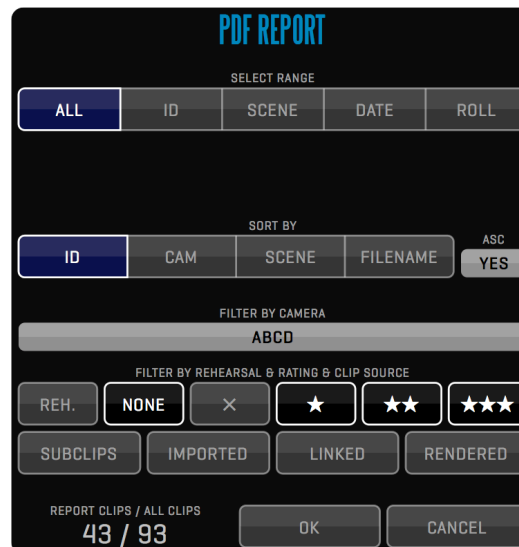 PDF REPORT
SELECT RANGE
ALL ID SCENE DATE ROLL
SORT BY
ASC
ID CAM SCENE FILENAME YES
FILTER BY CAMERA
ABCD
FILTER BY REHEARSAL & RATING & CLIP SOURCE
REH. NONE × ★ ★★ ★★★
SUBCLIPS IMPORTED LINKED RENDERED
REPORT CLIPS / ALL CLIPS
43 / 93 OK CANCEL